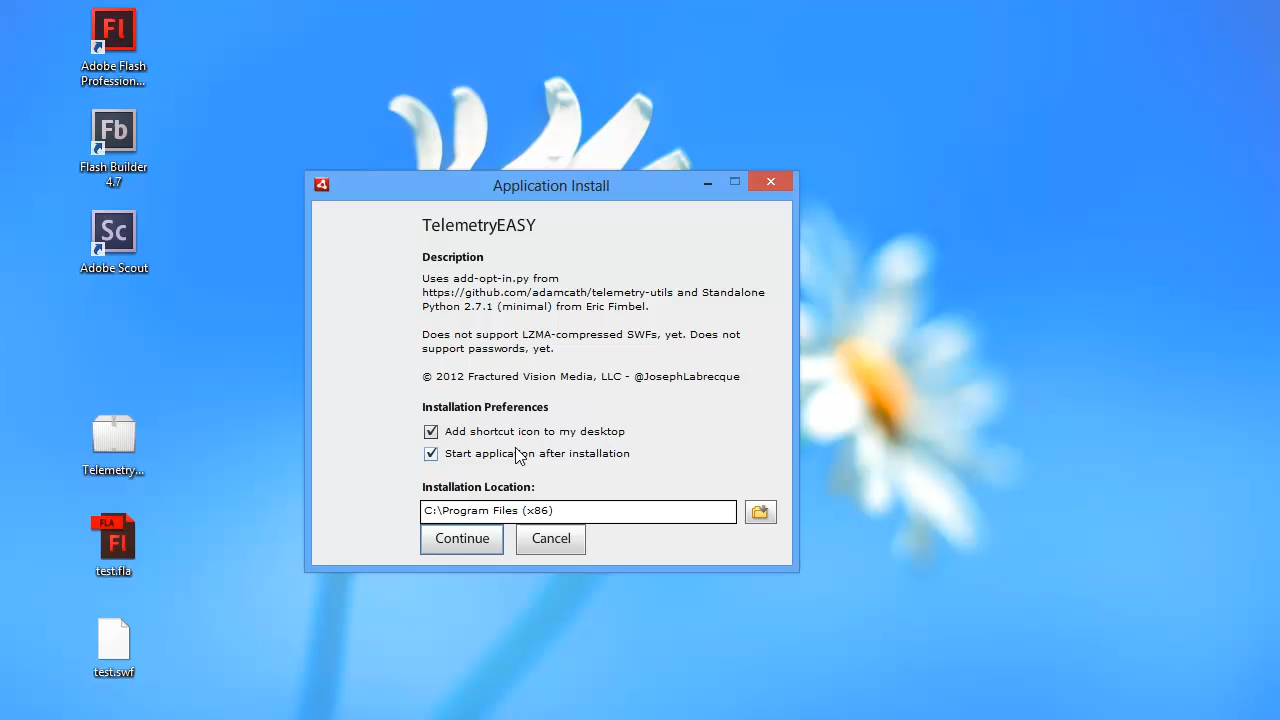 Fl
Adobe Flash
Profession...
Fb
Flash Builder
4.7
Sc
Adobe Scout
Telemetry...
FLA
Fl
test.fla
test.swf
Application Install
TelemetryEASY
Description
Uses add-opt-in.py from
https://github.com/adamcath/telemetry-utils and Standalone
Python 2.7.1 (minimal) from Eric Fimbel.
Does not support LZMA-compressed SWFs, yet. Does not
support passwords, yet.
© 2012 Fractured Vision Media, LLC - @JosephLabrecque
Installation Preferences
Add shortcut icon to my desktop
Start application after installation
Installation Location:
C:\Program Files (x86)
Continue
Cancel